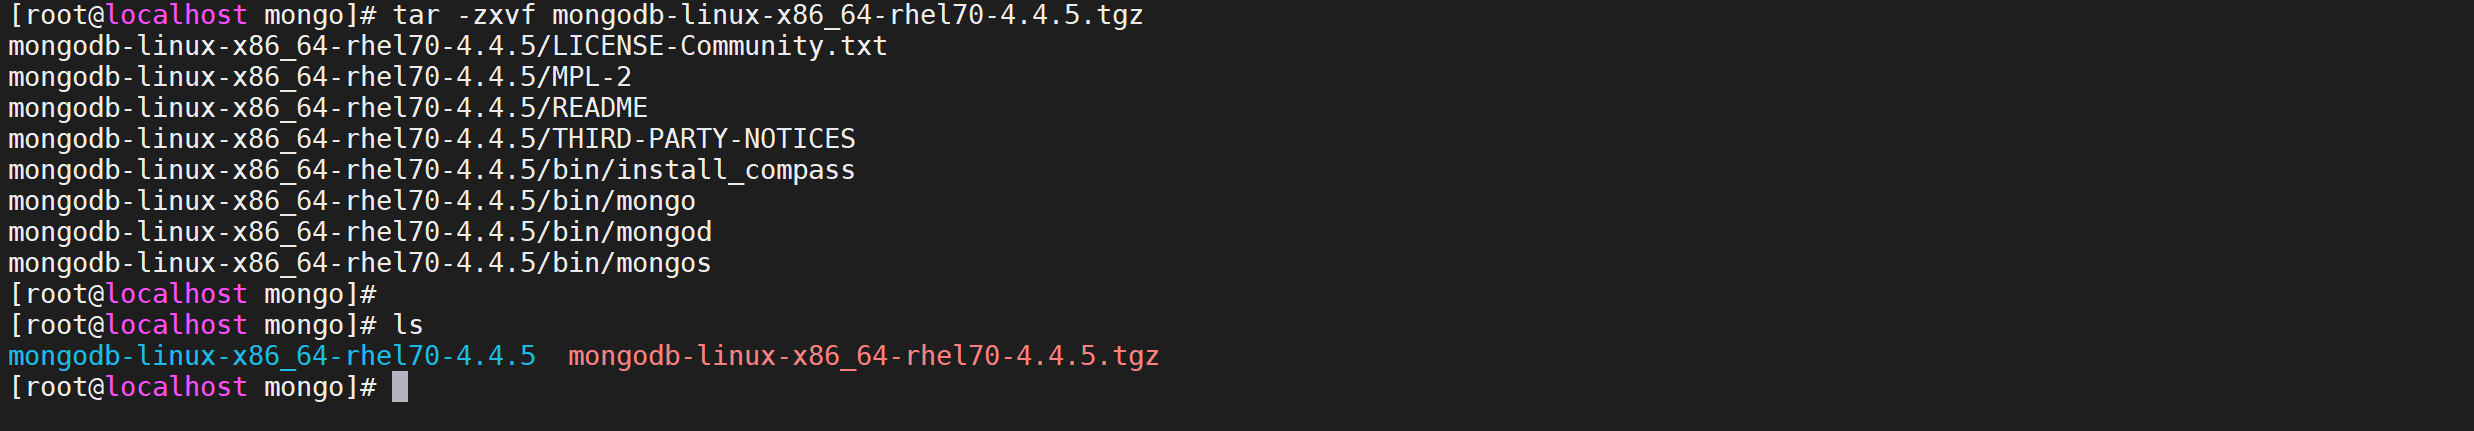 [root@localhost mongo]# tar -zxvf mongodb-linux-x86_64-rhel70-4.4.5.tgz
mongodb-linux-x86_64-rhel70-4.4.5/LICENSE-Community.txt
mongodb-linux-x86_64-rhel70-4.4.5/MPL-2
mongodb-linux-x86_64-rhel70-4.4.5/README
mongodb-linux-x86_64-rhel70-4.4.5/THIRD-PARTY-NOTICES
mongodb-linux-x86_64-rhel70-4.4.5/bin/install_compass
mongodb-linux-x86_64-rhel70-4.4.5/bin/mongo
mongodb-linux-x86_64-rhel70-4.4.5/bin/mongod
mongodb-linux-x86_64-rhel70-4.4.5/bin/mongos
[root@localhost mongo]#
[root@localhost mongo]# ls
mongodb-linux-x86_64-rhel70-4.4.5  mongodb-linux-x86_64-rhel70-4.4.5.tgz
[root@localhost mongo]#